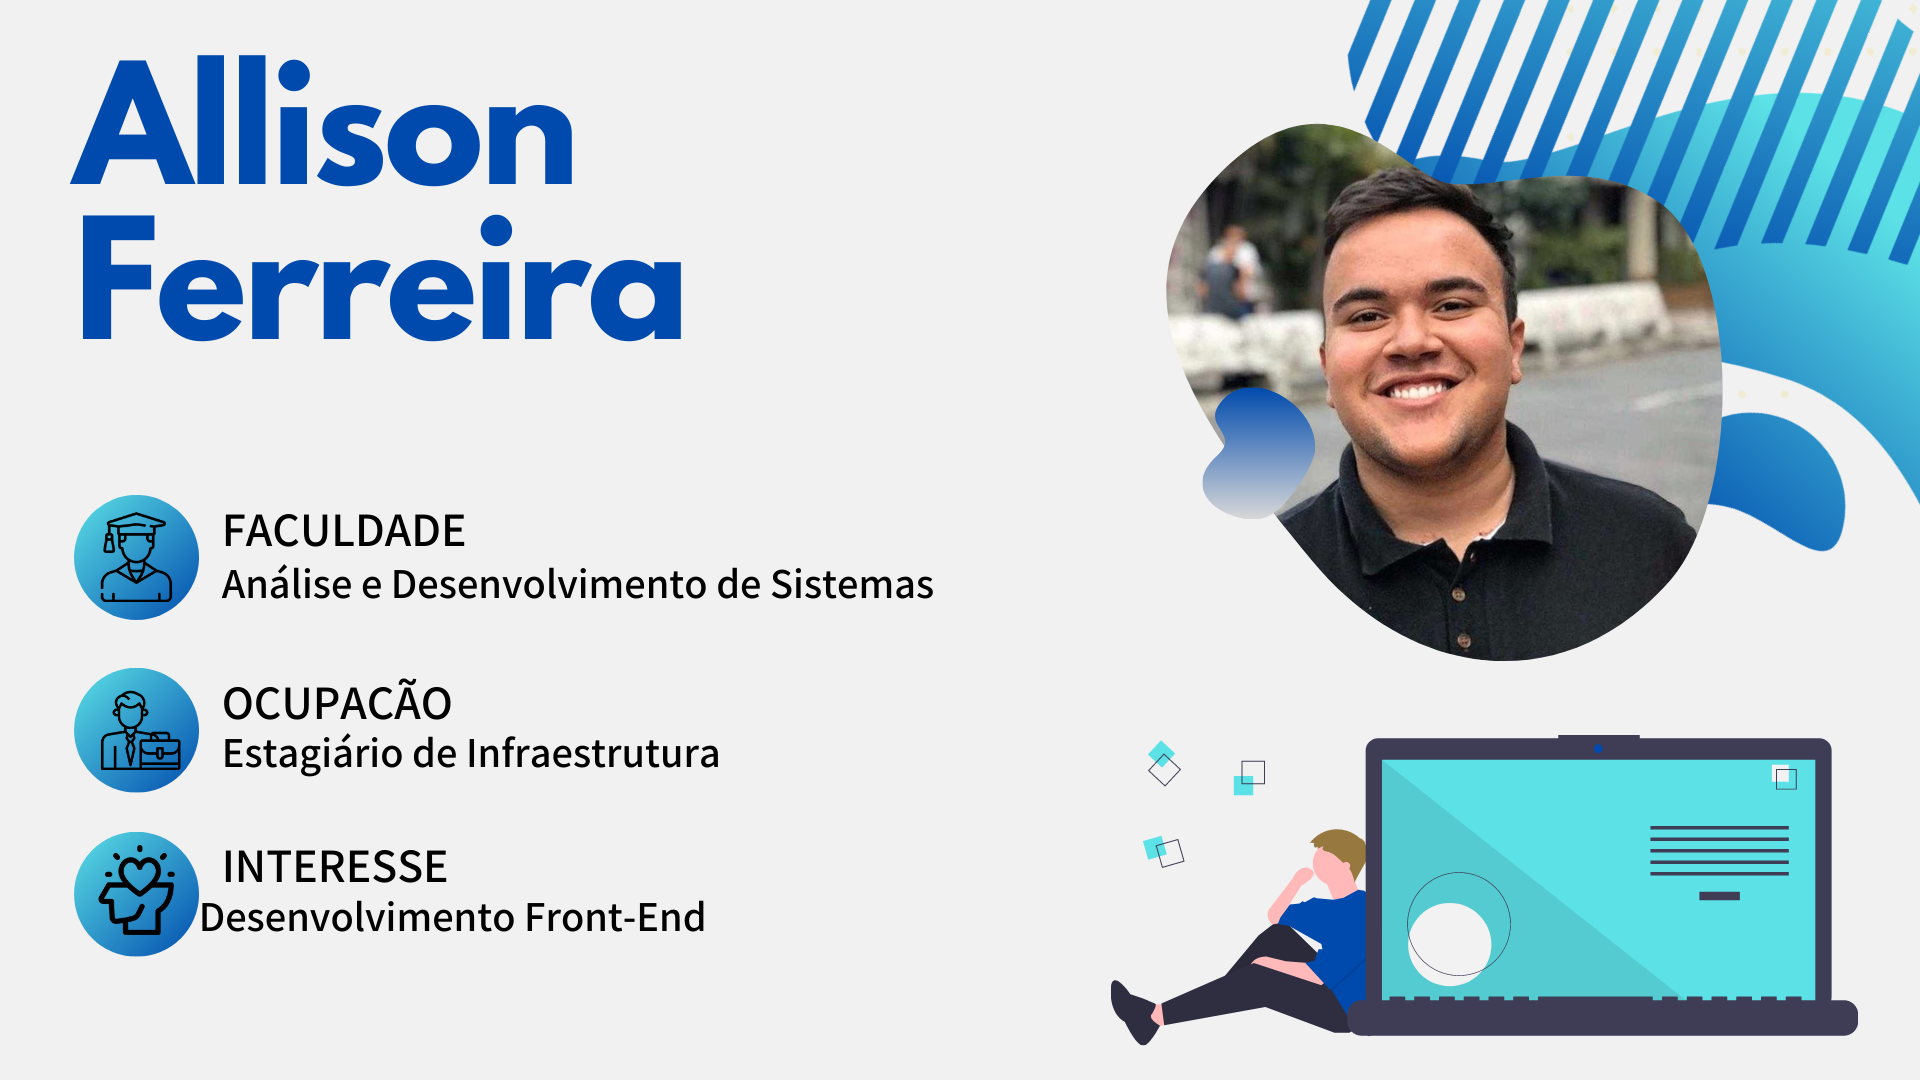 Allison
Ferreira
FACULDADE
Análise e Desenvolvimento de Sistemas
OCUPACÃO
Estagiário de Infraestrutura
INTERESSE
Desenvolvimento Front-End